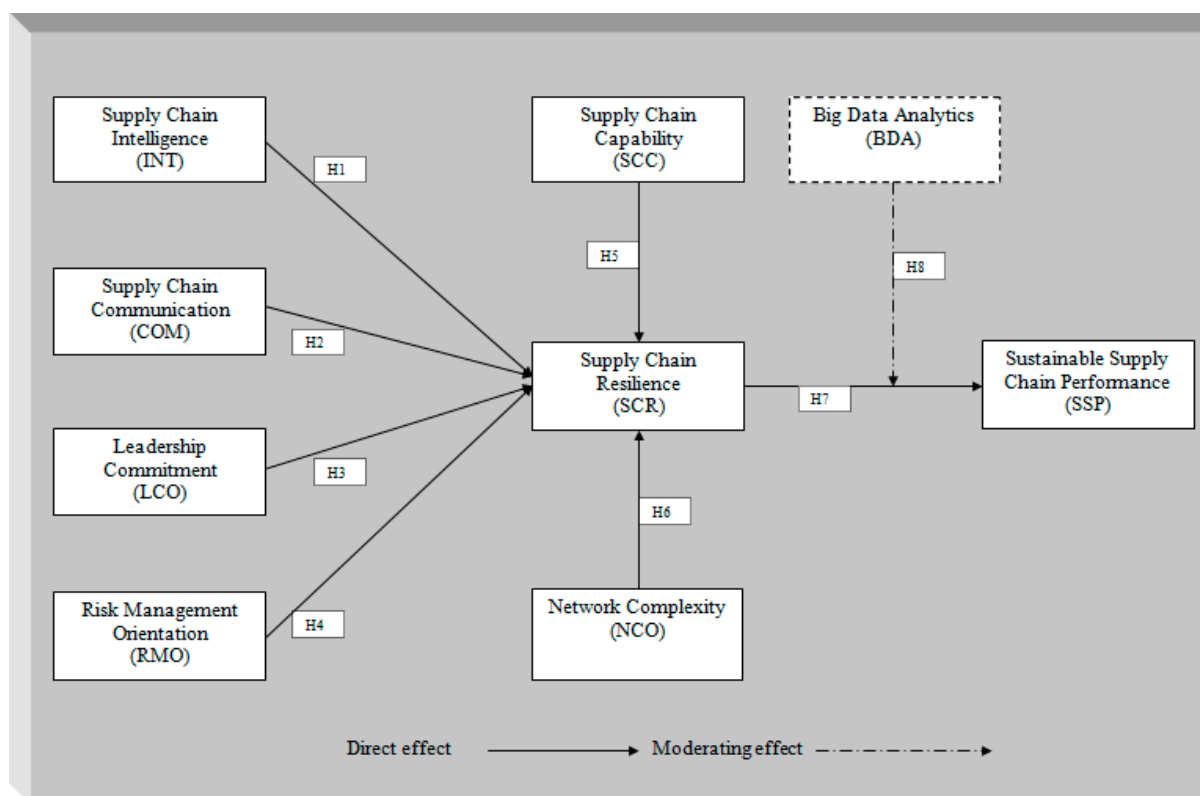 Supply Chain
Intelligence
(INT)
H1
Supply Chain
Communication
(COM)
H2
Leadership
Commitment
(LCO)
H3
Risk Management
Orientation
(RMO)
H4
Supply Chain
Capability
(SCC)
H5
Supply Chain
Resilience
(SCR)
H6
Network Complexity
(NCO)
Big Data Analytics
(BDA)
H8
H7
Sustainable Supply
Chain Performance
(SSP)
Direct effect
Moderating effect